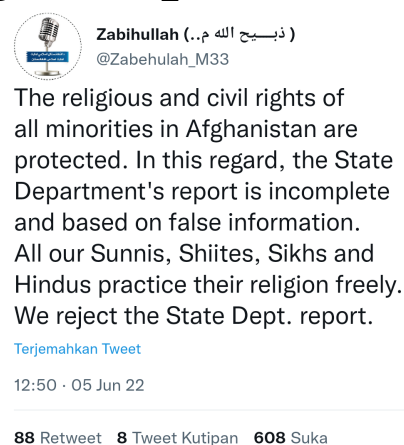 Zabihullah (..ذبـــيح الله م )
@Zabehulah_M33
The religious and civil rights of
all minorities in Afghanistan are
protected. In this regard, the State
Department's report is incomplete
and based on false information.
All our Sunnis, Shiites, Sikhs and
Hindus practice their religion freely.
We reject the State Dept. report.
Terjemahkan Tweet
12:50 · 05 Jun 22
88 Retweet 8 Tweet Kutipan 608 Suka